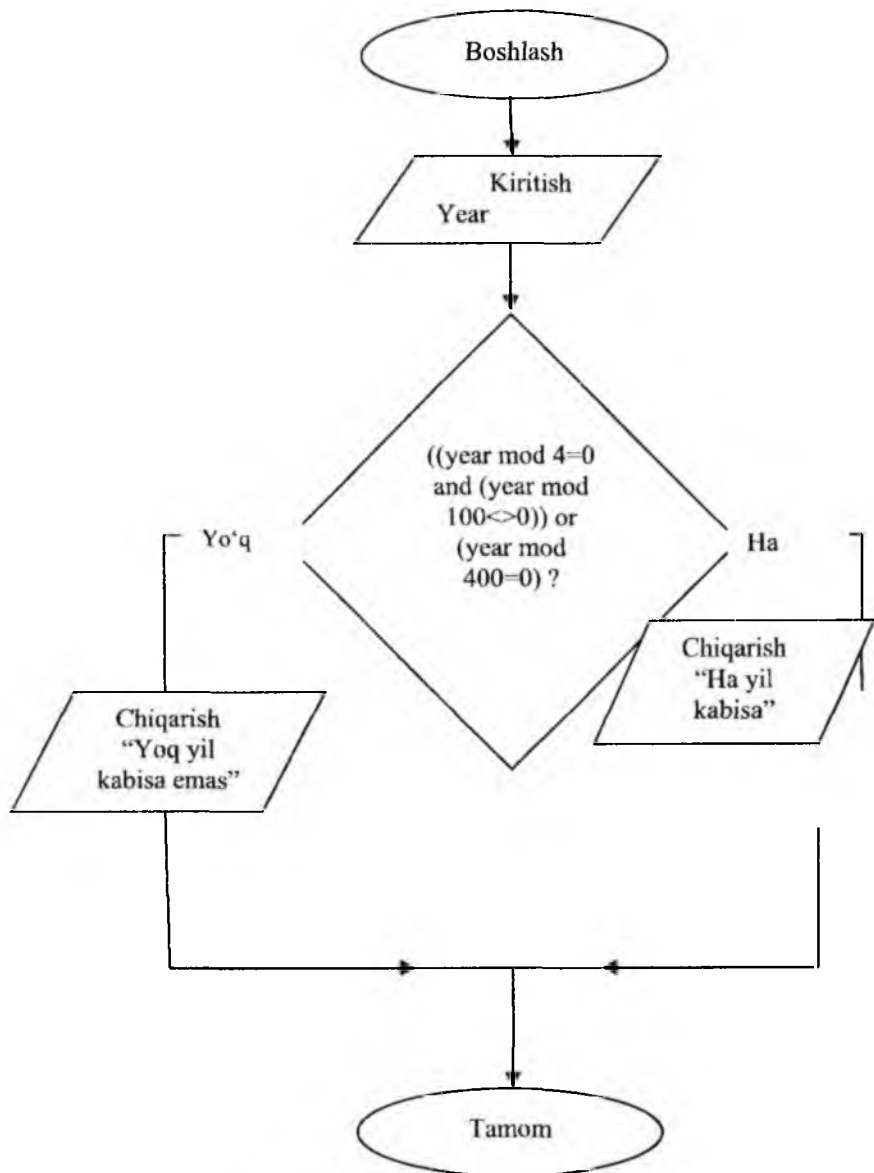 Boshlash
Kiritish
Year
((year mod 4=0
and (year mod
100<>0)) or
(year mod
400=0) ?
Yo‘q
Ha
Chiqarish
“Ha yil
kabisa”
Chiqarish
“Yoq yil
kabisa emas”
Tamom